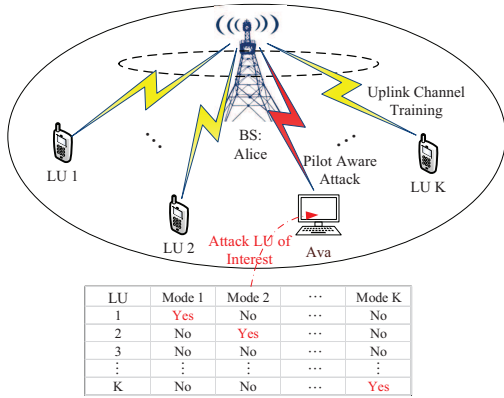 Uplink Channel
Training
BS:
Alice
...
...
LU 1
Pilot Aware
Attack
LU K
LU 2
Attack LU of
Interest
Ava
LU Mode 1 Mode 2 ... Mode K
1 Yes No ... No
2 No Yes ... No
3 No No ... No
⋮ ⋮ ⋮ ⋮ ⋮
K No No ... Yes